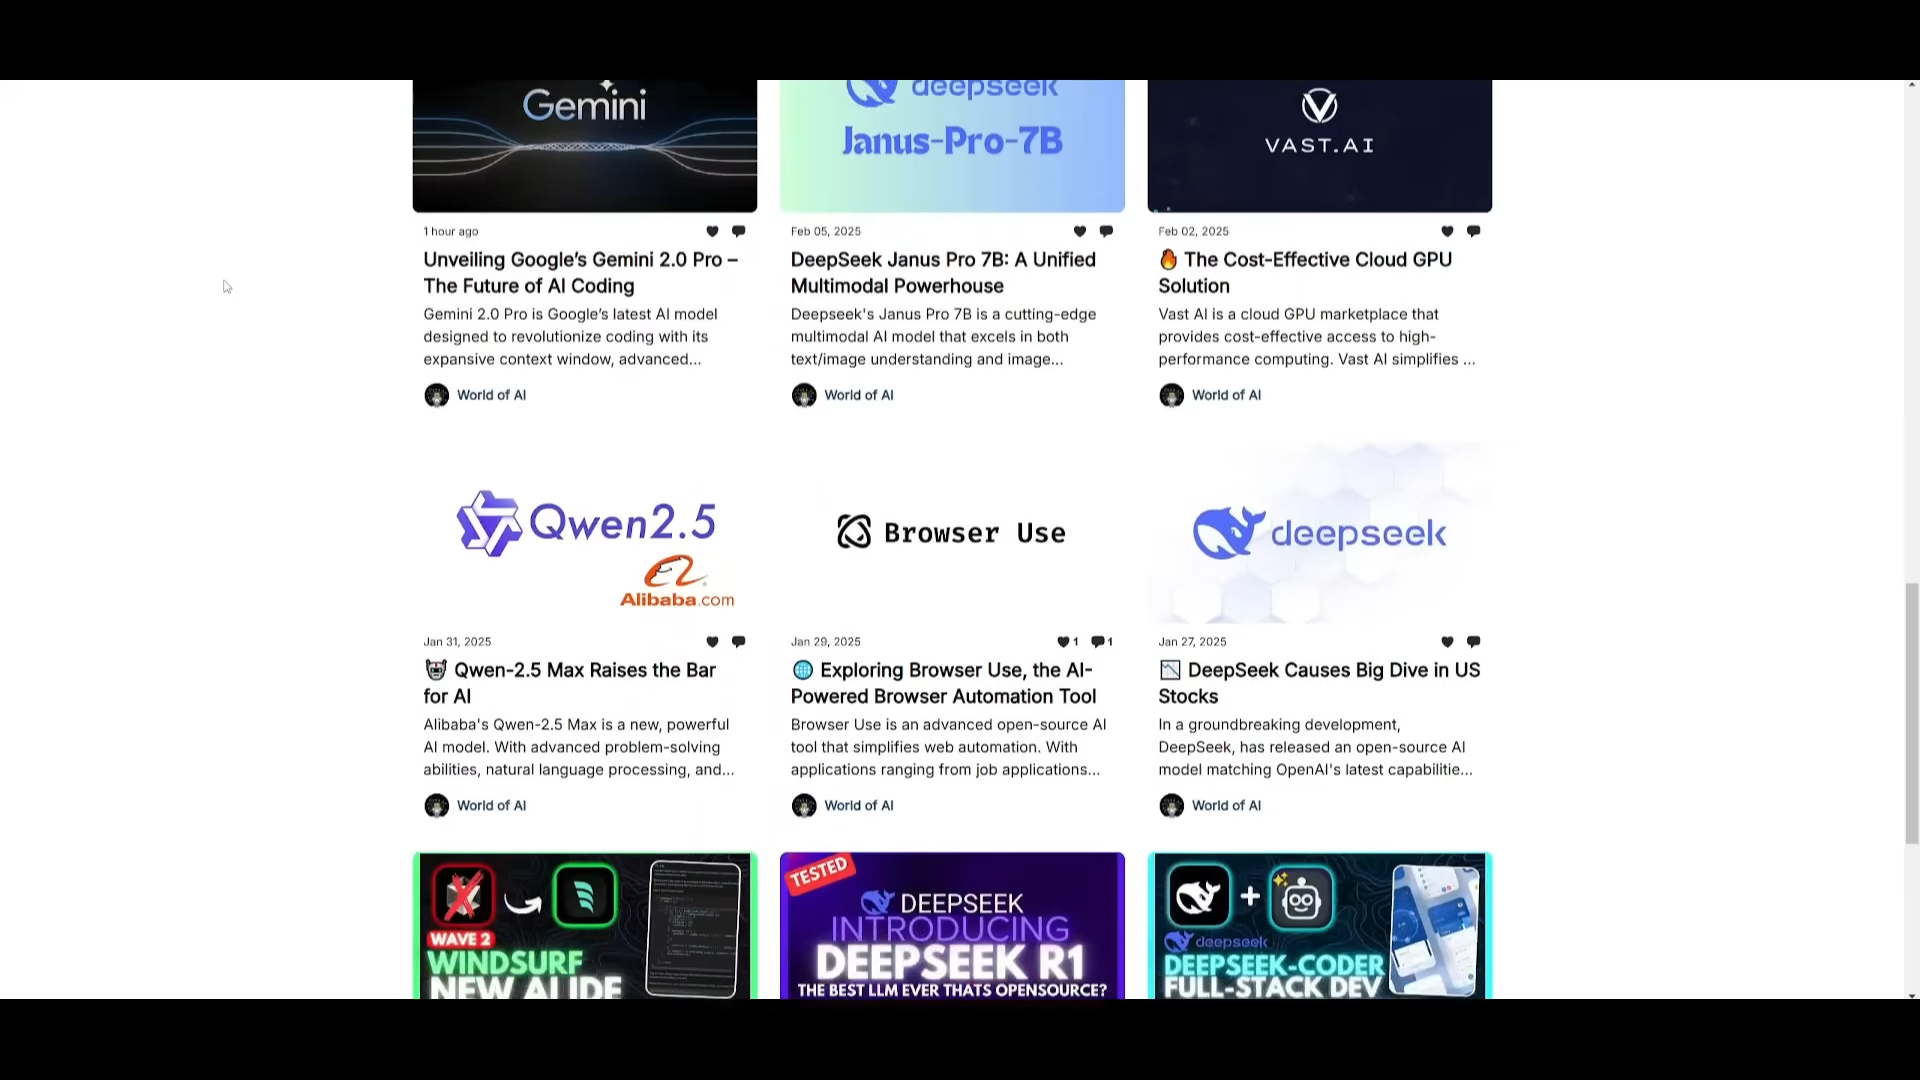 Gemini
deepseek
Janus-Pro-7B
VAST.AI
1 hour ago
Unveiling Google’s Gemini 2.0 Pro –
The Future of AI Coding
Gemini 2.0 Pro is Google’s latest AI model
designed to revolutionize coding with its
expansive context window, advanced...
World of AI
Feb 05, 2025
DeepSeek Janus Pro 7B: A Unified
Multimodal Powerhouse
Deepseek's Janus Pro 7B is a cutting-edge
multimodal AI model that excels in both
text/image understanding and image...
World of AI
Feb 02, 2025
🔥 The Cost-Effective Cloud GPU
Solution
Vast AI is a cloud GPU marketplace that
provides cost-effective access to high-
performance computing. Vast AI simplifies ...
World of AI
Qwen2.5
Alibaba.com
Browser Use
deepseek
Jan 31, 2025
🤖 Qwen-2.5 Max Raises the Bar
for AI
Alibaba's Qwen-2.5 Max is a new, powerful
AI model. With advanced problem-solving
abilities, natural language processing, and...
World of AI
Jan 29, 2025
1 1
🌐 Exploring Browser Use, the AI-
Powered Browser Automation Tool
Browser Use is an advanced open-source AI
tool that simplifies web automation. With
applications ranging from job applications...
World of AI
Jan 27, 2025
📉 DeepSeek Causes Big Dive in US
Stocks
In a groundbreaking development,
DeepSeek, has released an open-source AI
model matching OpenAI's latest capabilitie...
World of AI
WAVE 2
WINDSURF
NEW AI IDE
TESTED
DEEPSEEK
INTRODUCING
DEEPSEEK R1
THE BEST LLM EVER THATS OPENSOURCE?
+
deepseek
DEEPSEEK-CODER
FULL-STACK DEV